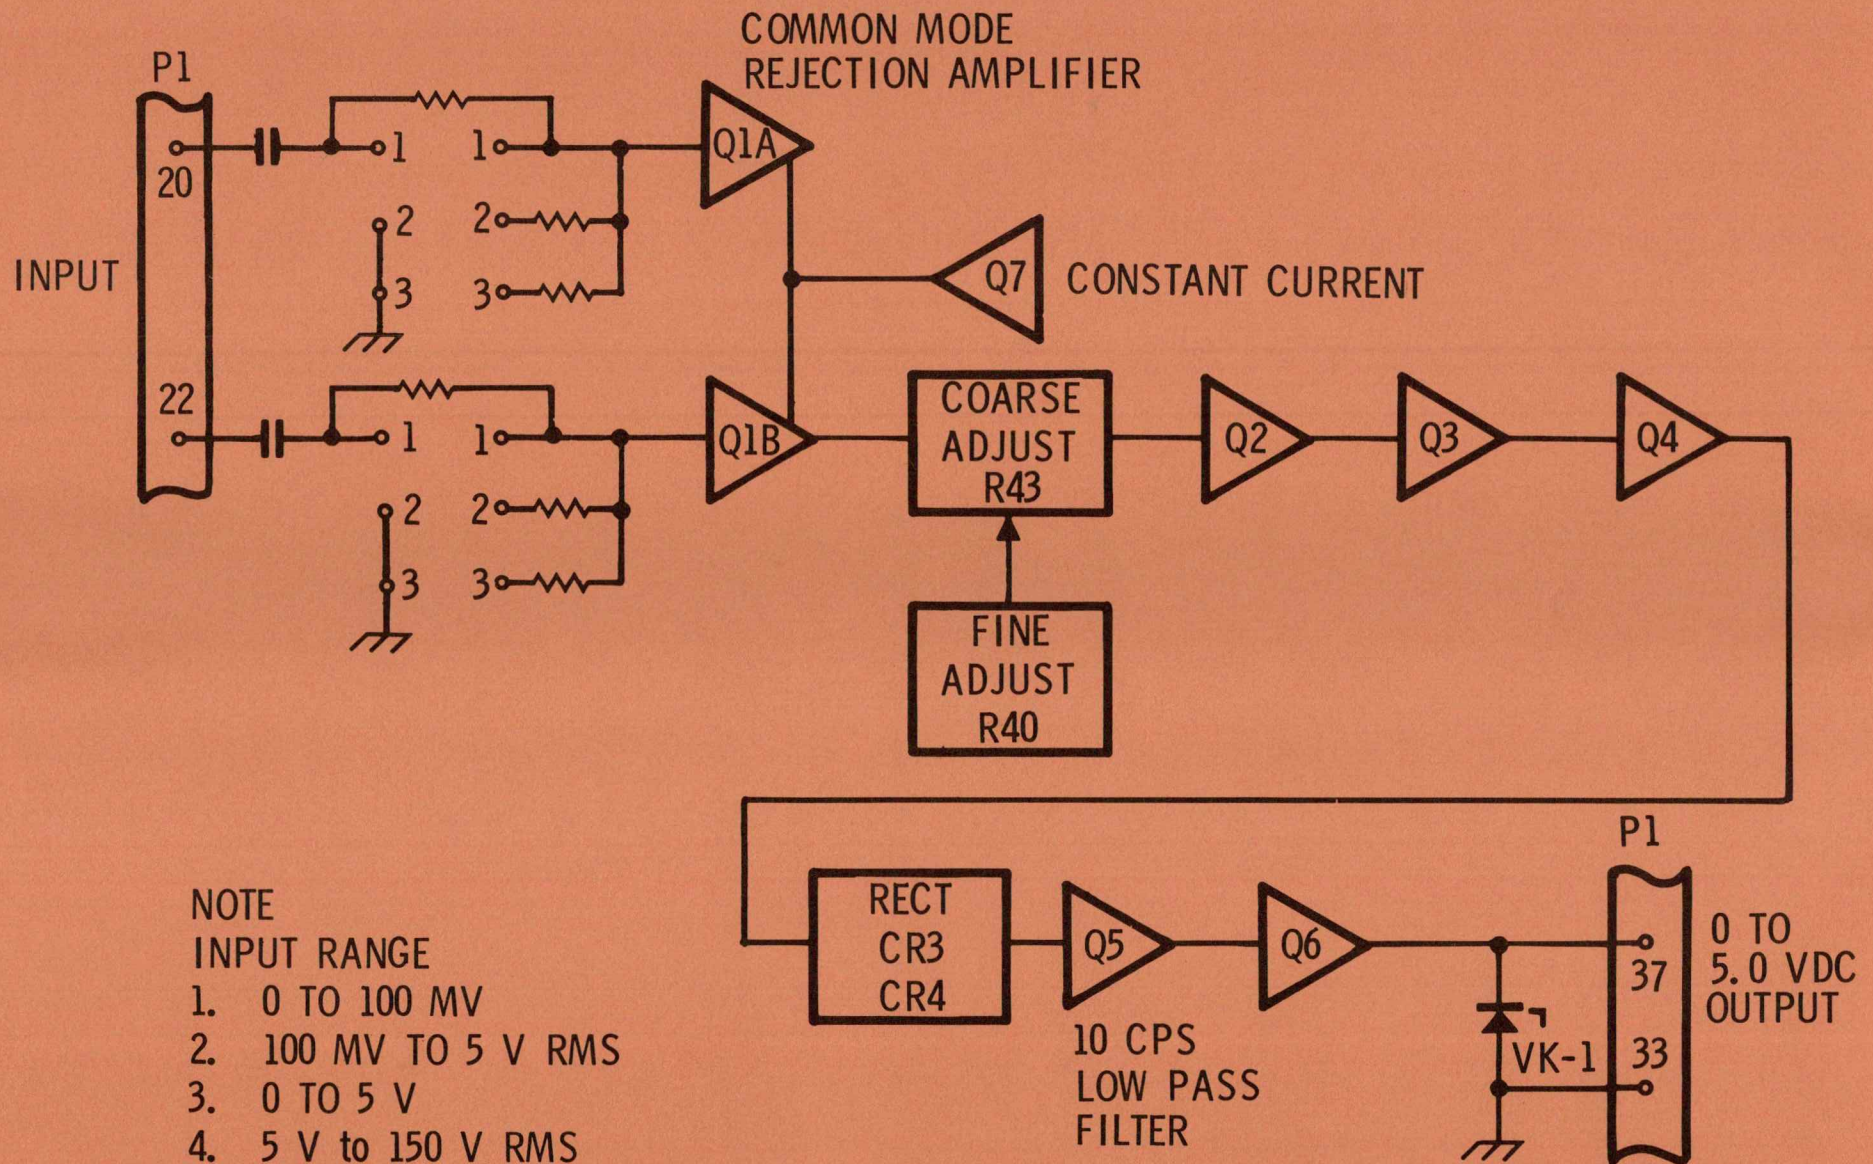 COMMON MODE
REJECTION AMPLIFIER
P1
20
INPUT
22
1
1
2
2
3
3
1
1
2
2
3
3
Q1A
Q7
CONSTANT CURRENT
Q1B
COARSE
ADJUST
R43
Q2
Q3
Q4
FINE
ADJUST
R40
NOTE
INPUT RANGE
1. 0 TO 100 MV
2. 100 MV TO 5 V RMS
3. 0 TO 5 V
4. 5 V to 150 V RMS
RECT
CR3
CR4
Q5
Q6
10 CPS
LOW PASS
FILTER
VK-1
P1
37
33
0 TO
5.0 VDC
OUTPUT